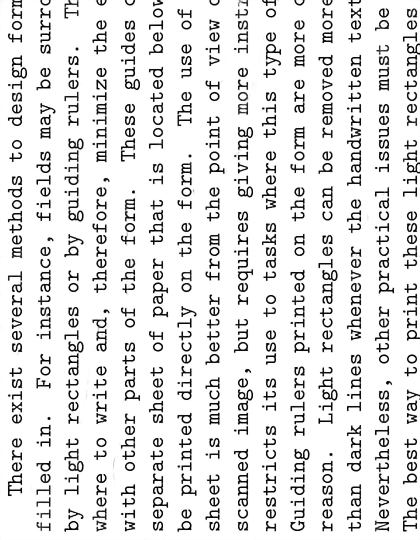 There exist several methods to design form
filled in. For instance, fields may be surro
by light rectangles or by guiding rulers. Th
where to write and, therefore, minimize the e
with other parts of the form. These guides c
separate sheet of paper that is located below
be printed directly on the form. The use of
sheet is much better from the point of view o
scanned image, but requires giving more instr
restricts its use to tasks where this type of
Guiding rulers printed on the form are more c
reason. Light rectangles can be removed more
than dark lines whenever the handwritten text
Nevertheless, other practical issues must be
The best way to print these light rectangles